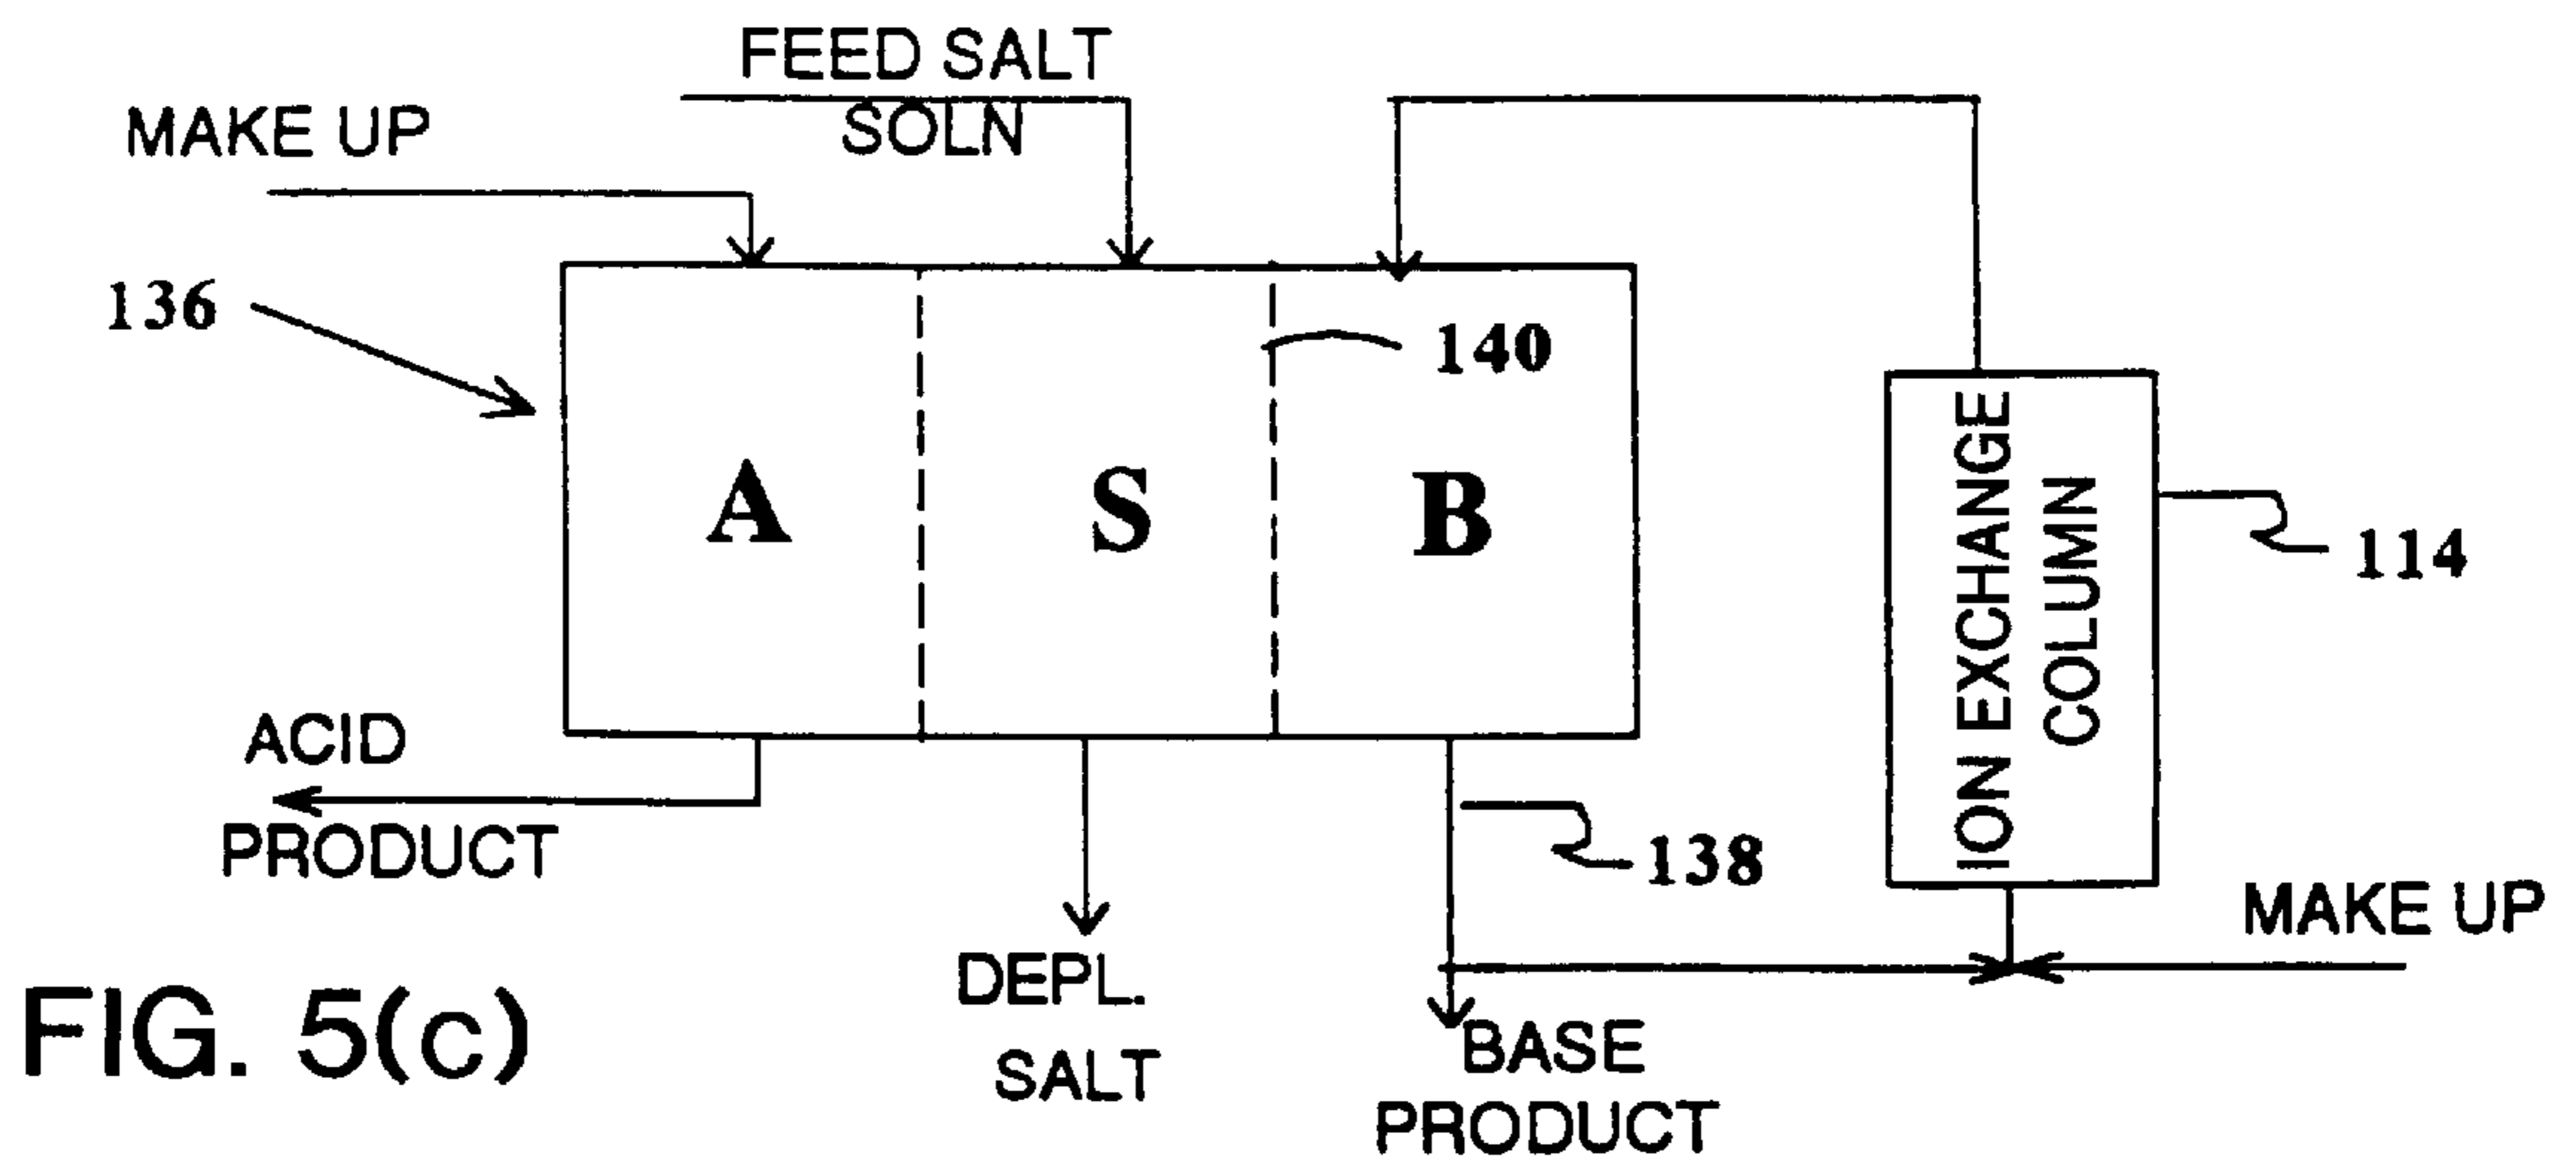 FEED SALT
SOLN
MAKE UP
136
140
A
S
B
ION EXCHANGE
COLUMN
114
ACID
PRODUCT
138
MAKE UP
DEPL.
SALT
BASE
PRODUCT
FIG. 5(c)